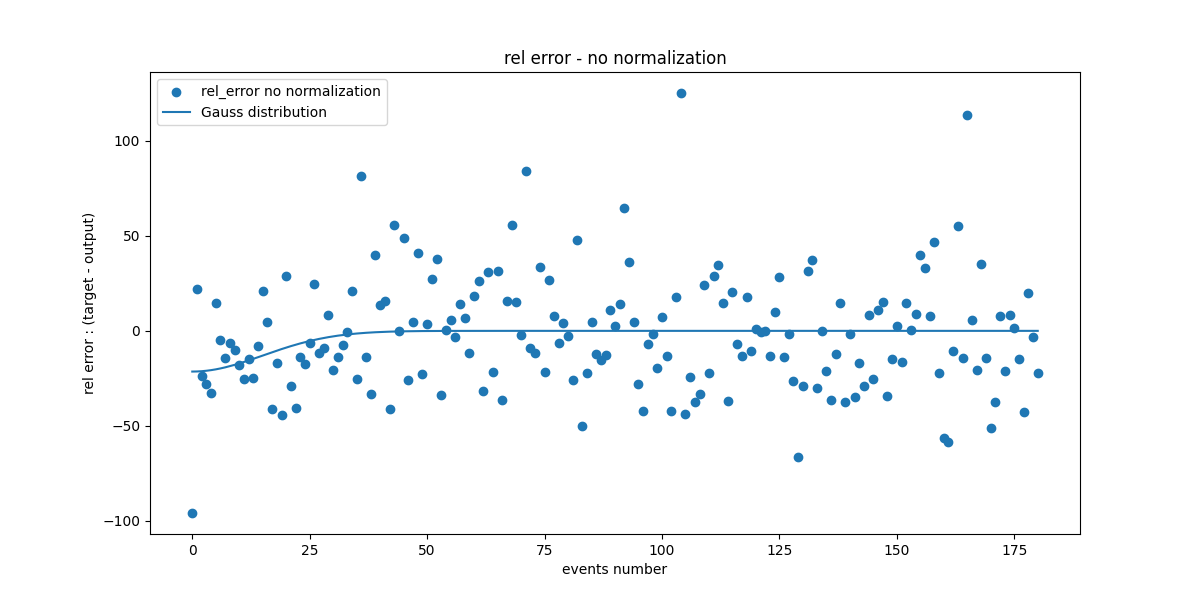 rel error - no normalization
rel_error no normalization
Gauss distribution
rel error : (target - output)
100
50
0
−50
−100
0 25 50 75 100 125 150 175
events number